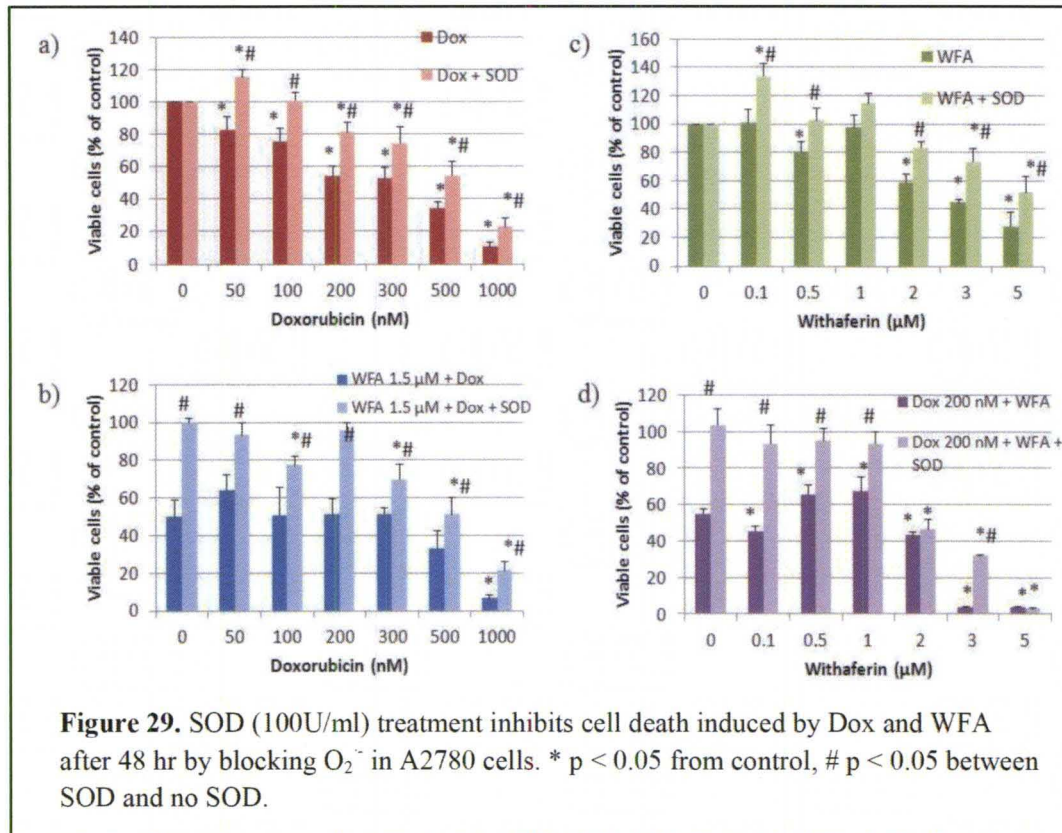 a)
Viable cells (% of control)
140
120
100
80
60
40
20
0
Dox
Dox + SOD
*# # *# *# *# *#
* * * * * *
0 50 100 200 300 500 1000
Doxorubicin (nM)
c)
Viable cells (% of control)
160
140
120
100
80
60
40
20
0
WFA
WFA + SOD
*# # # *# *#
* * * *
0 0.1 0.5 1 2 3 5
Withaferin (µM)
b)
Viable cells (% of control)
120
100
80
60
40
20
0
WFA 1.5 µM + Dox
WFA 1.5 µM + Dox + SOD
# # *# # *# *# *#
*
0 50 100 200 300 500 1000
Doxorubicin (nM)
d)
Viable cells (% of control)
120
100
80
60
40
20
0
Dox 200 nM + WFA
Dox 200 nM + WFA +
SOD
# # # # *#
* * * * * * * *
0 0.1 0.5 1 2 3 5
Withaferin (µM)
Figure 29. SOD (100U/ml) treatment inhibits cell death induced by Dox and WFA
after 48 hr by blocking O₂·⁻ in A2780 cells. * p < 0.05 from control, # p < 0.05 between
SOD and no SOD.